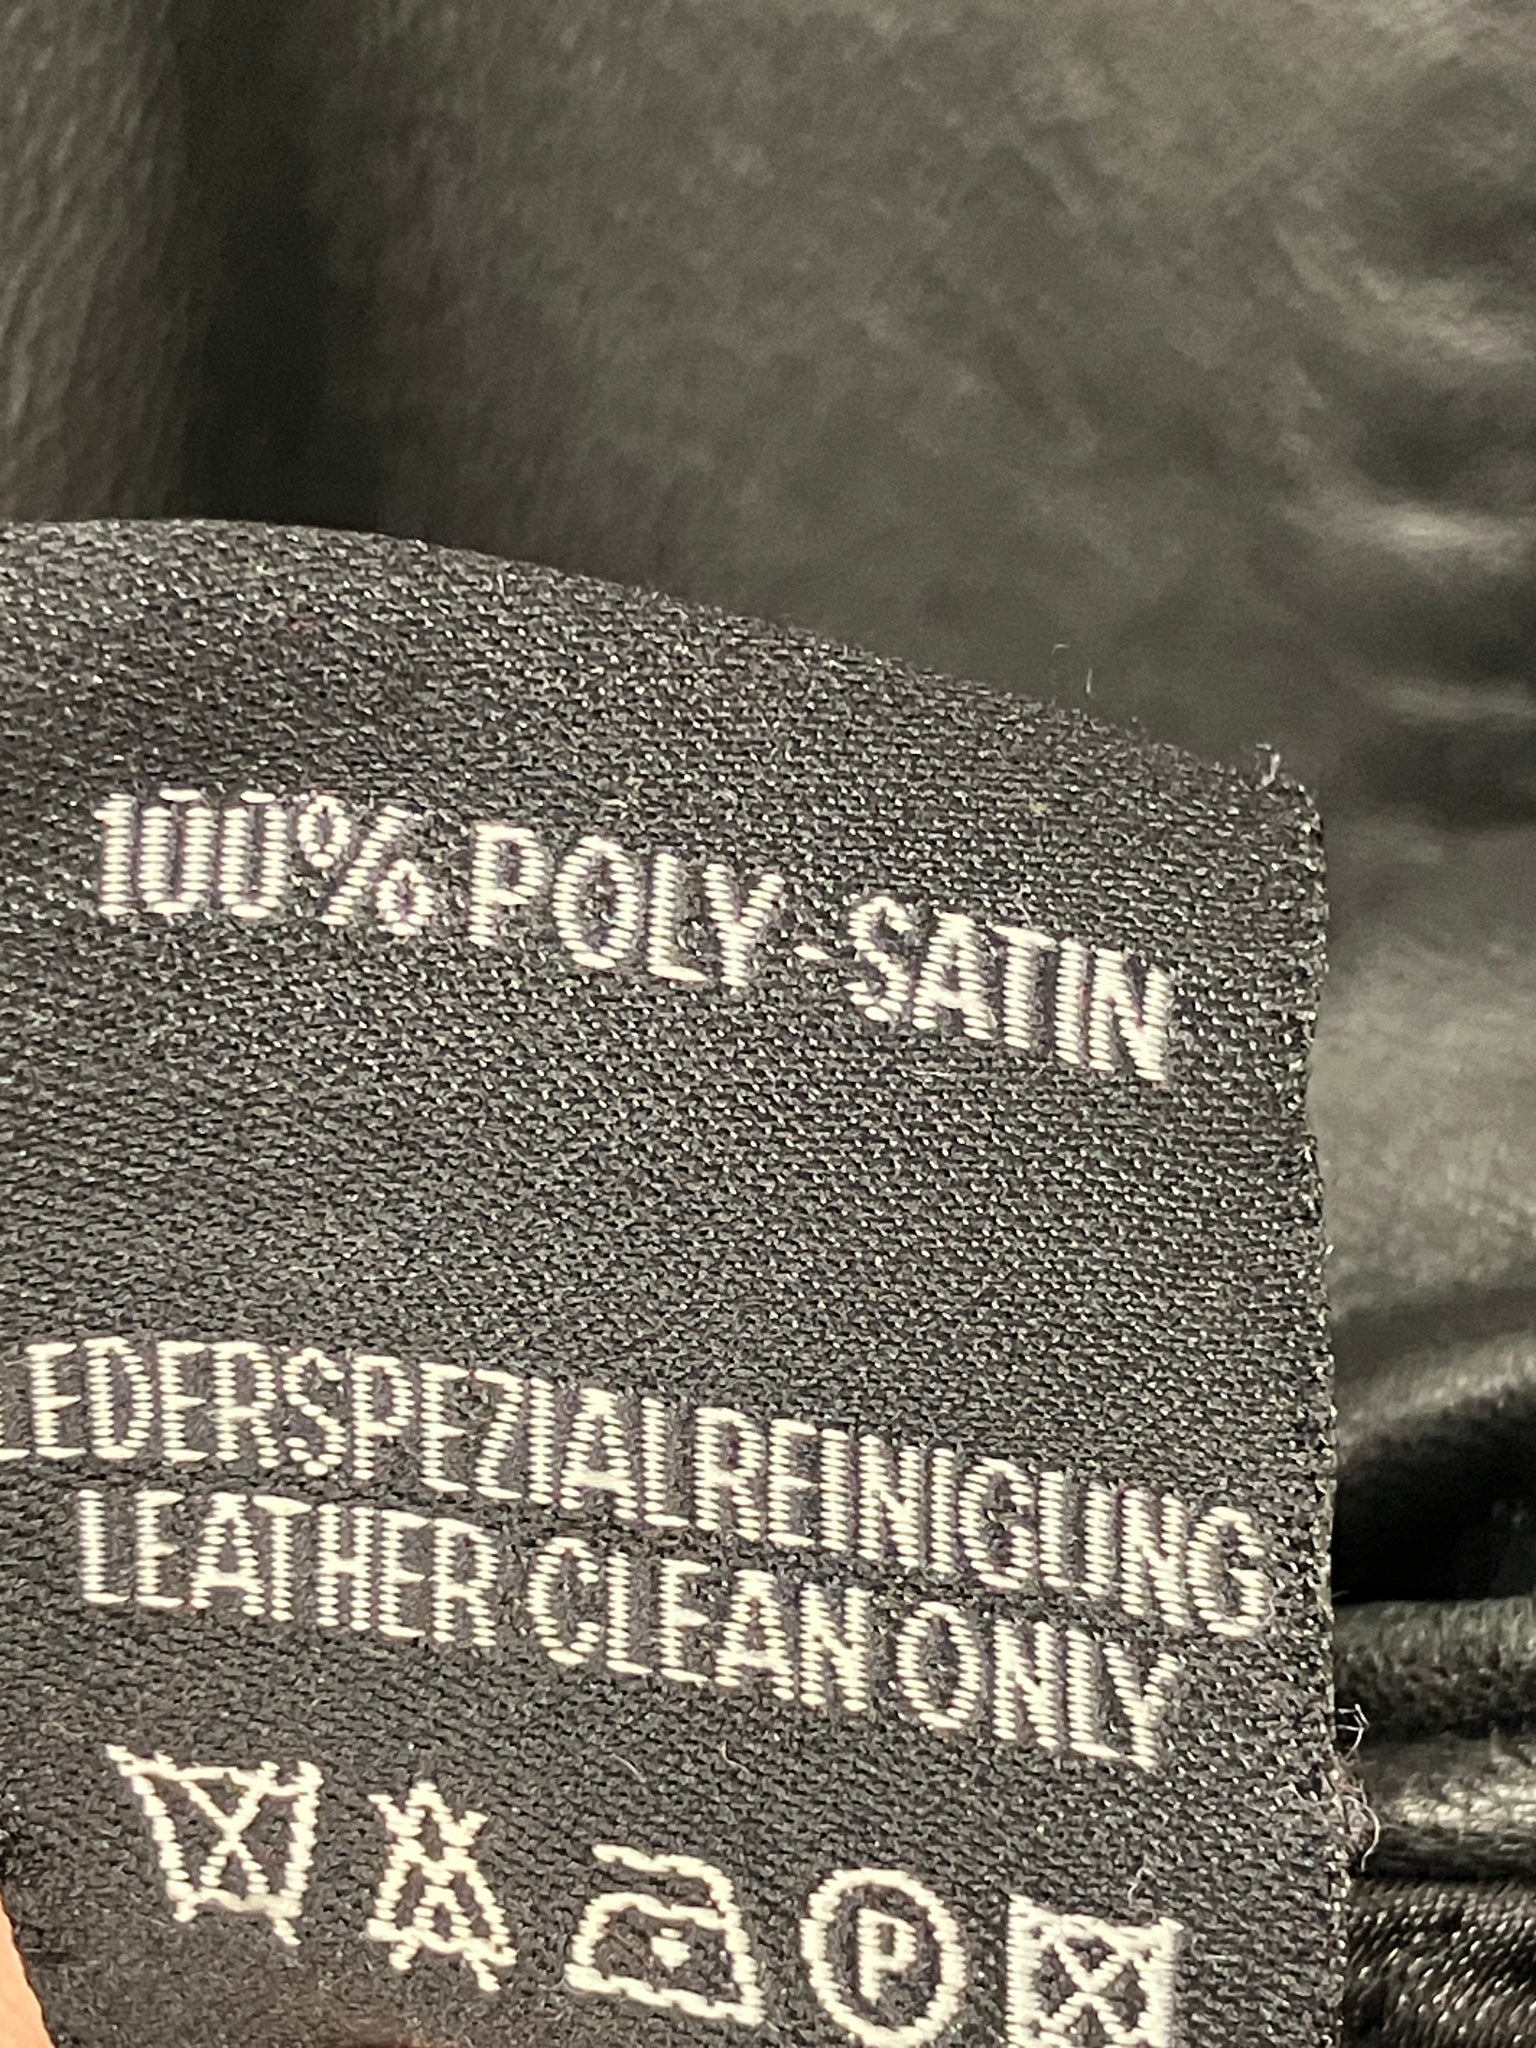 100% POLY-SATIN
LEDERSPEZIALREINIGUNG
LEATHER CLEAN ONLY
P